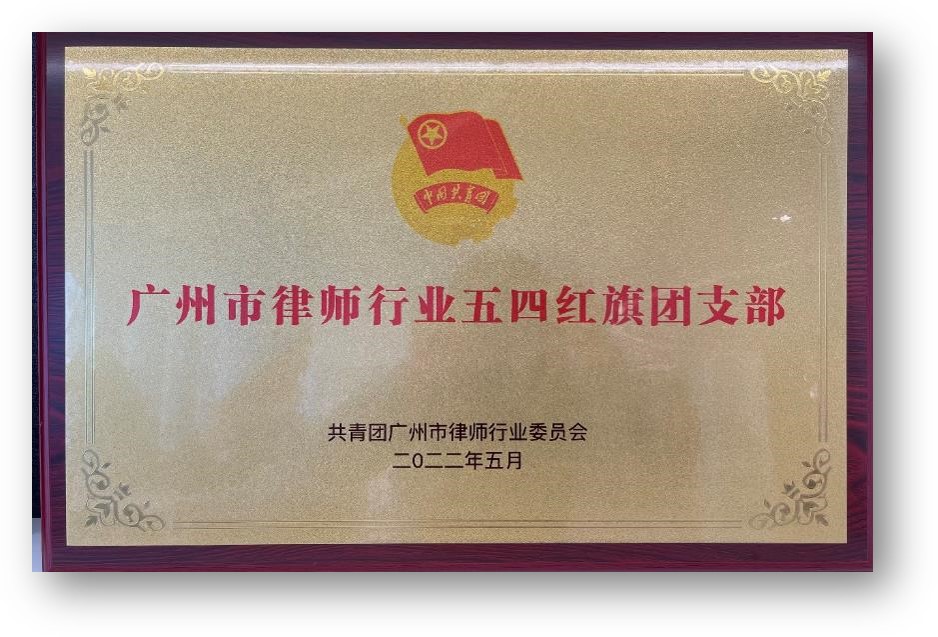 中国共青团
广州市律师行业五四红旗团支部
共青团广州市律师行业委员会
二0二二年五月